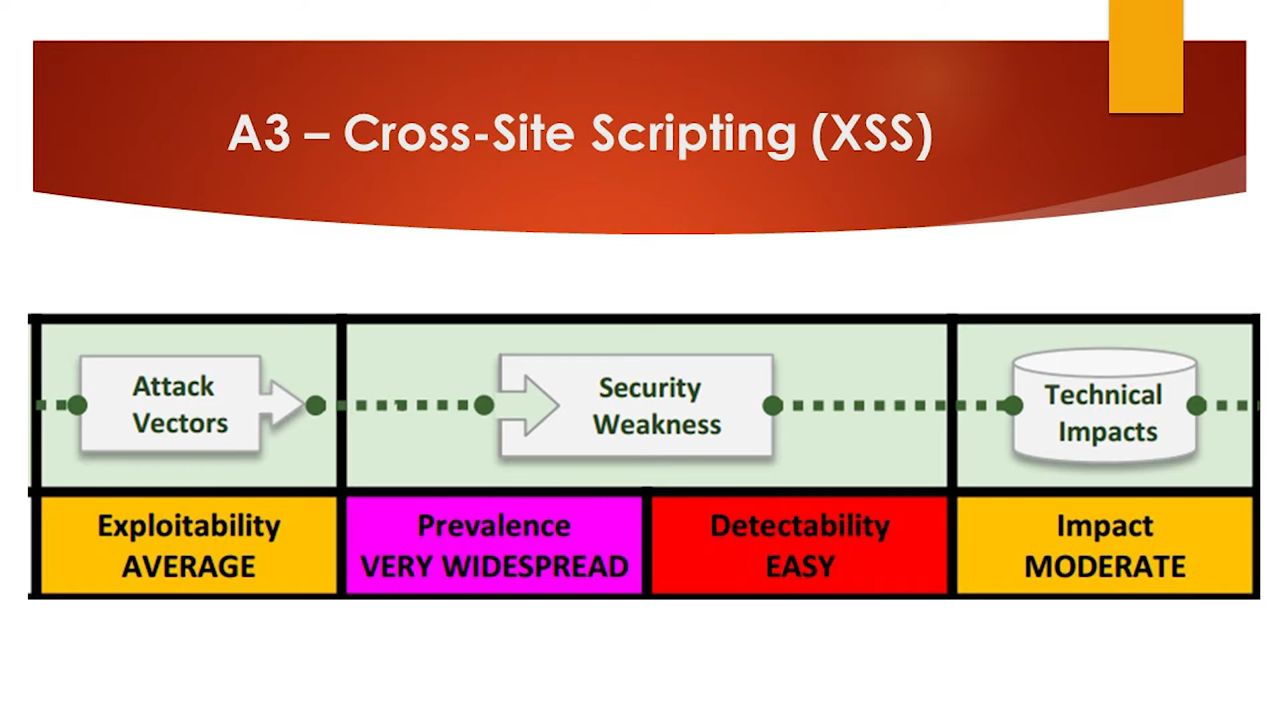 A3 – Cross-Site Scripting (XSS)
Attack
Vectors
Security
Weakness
Technical
Impacts
Exploitability
AVERAGE
Prevalence
VERY WIDESPREAD
Detectability
EASY
Impact
MODERATE